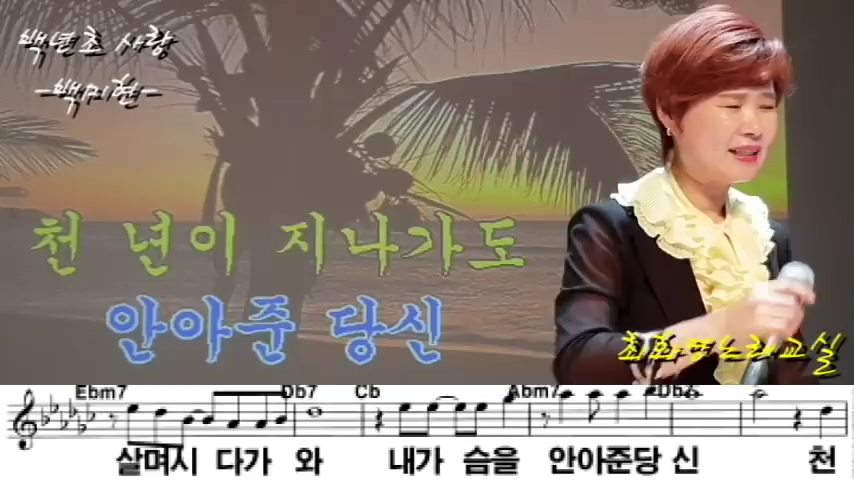 백년초 사랑
-백지현-
천 년이 지나가도
안아준 당신
최화량노래교실
Ebm7 Db7 Cb Abm7 Db7
살며시 다가 와 내가 슴을 안아준당 신 천